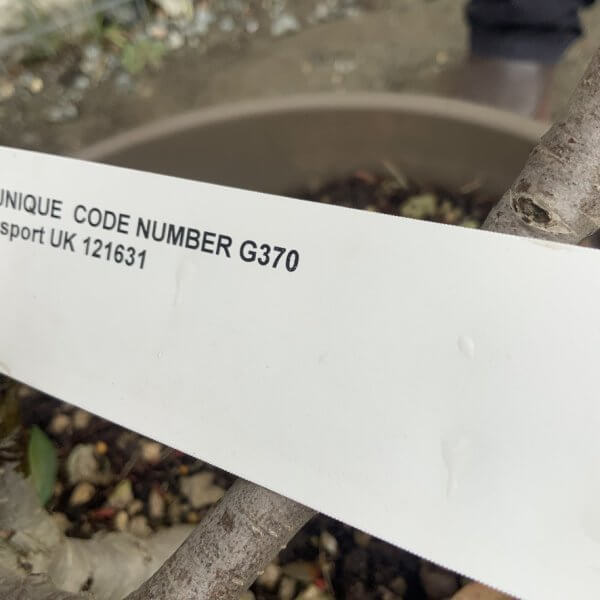 UNIQUE CODE NUMBER G370
sport UK 121631